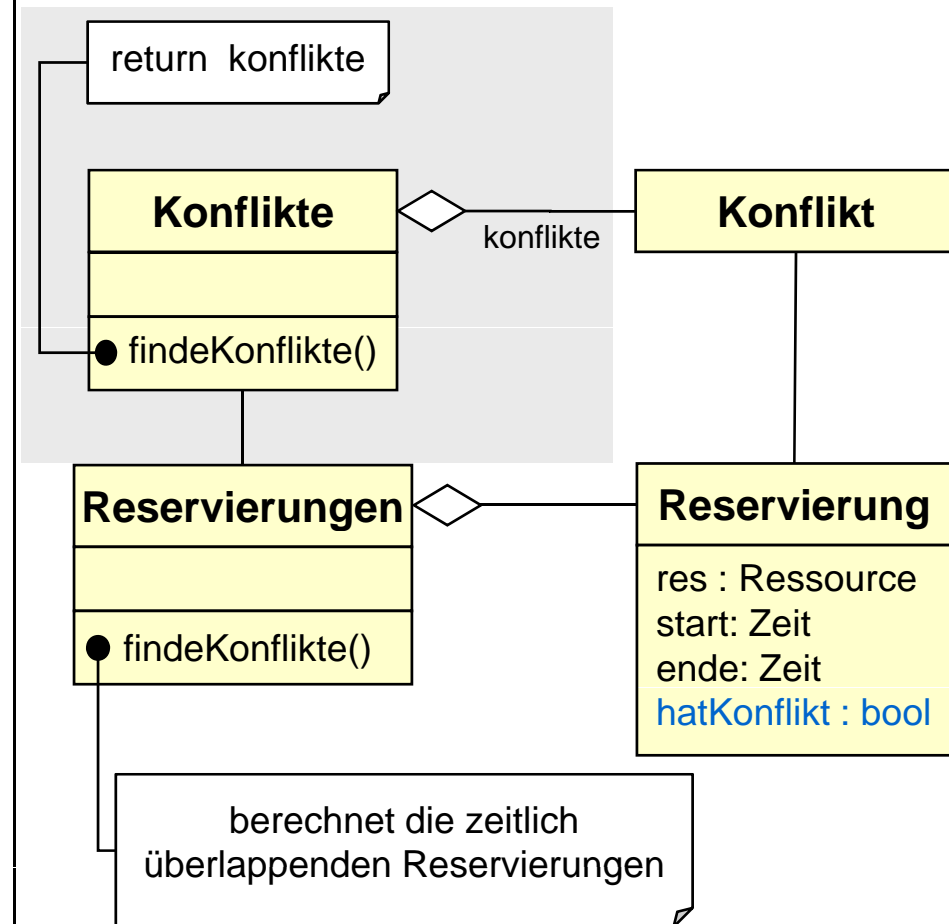 return konflikte
Konflikte
Konflikt
konflikte
findeKonflikte()
Reservierungen
Reservierung
res : Ressource
start: Zeit
ende: Zeit
hatKonflikt : bool
findeKonflikte()
berechnet die zeitlich
überlappenden Reservierungen